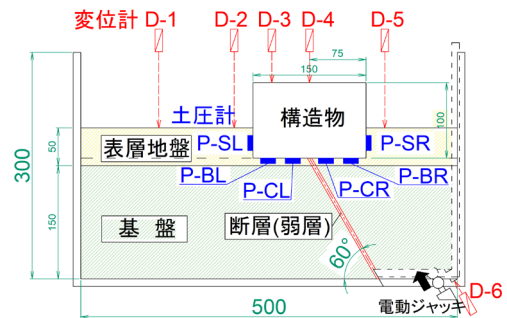 変位計 D-1 D-2 D-3 D-4 D-5
75
150
土圧計
構造物
100
300
50
表層地盤
P-SL
P-SR
P-BL
P-CL
P-CR
P-BR
150
基盤
断層(弱層)
60°
D-6
電動ジャッキ
500